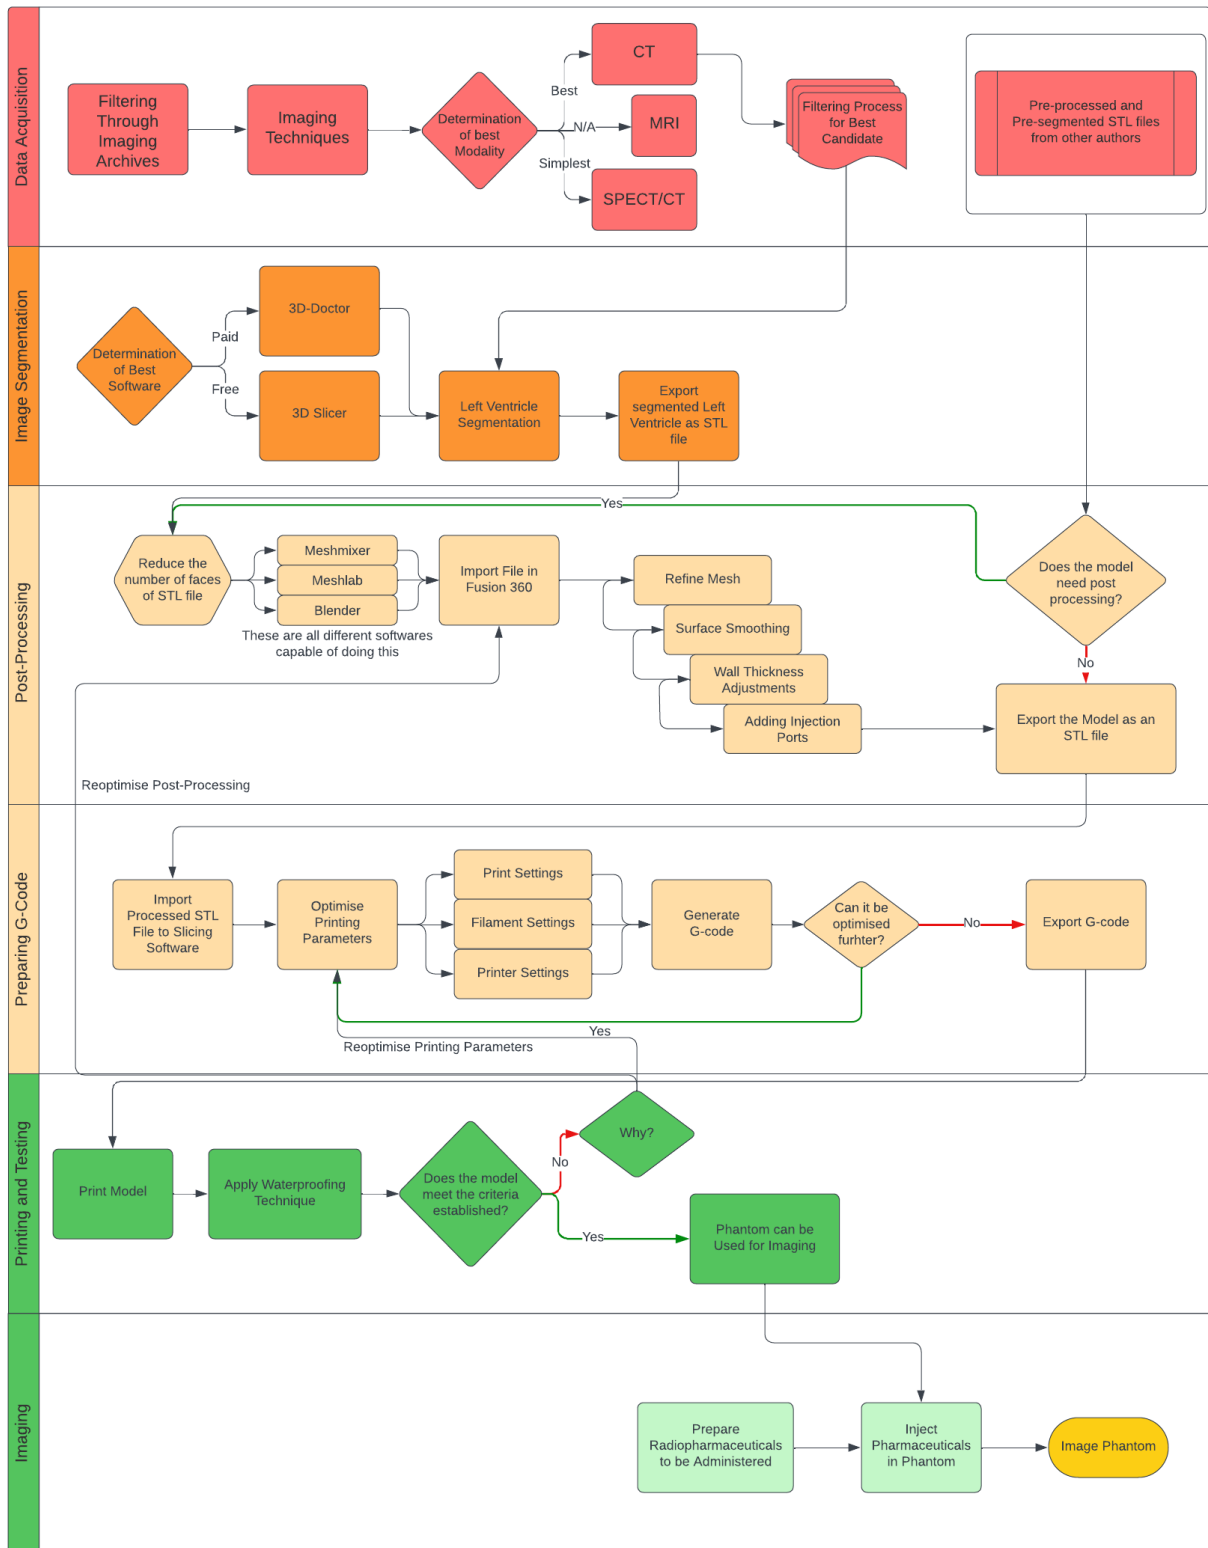 Data Acquisition
Filtering
Through
Imaging
Archives
Imaging
Techniques
Determination
of best
Modality
Best
N/A
Simplest
CT
MRI
SPECT/CT
Filtering Process
for Best
Candidate
Pre-processed and
Pre-segmented STL files
from other authors
Image Segmentation
Determination
of Best
Software
Paid
Free
3D-Doctor
3D Slicer
Left Ventricle
Segmentation
Export
segmented Left
Ventricle as STL
file
Post-Processing
Yes
Reduce the
number of faces
of STL file
Meshmixer
Meshlab
Blender
These are all different softwares
capable of doing this
Import File in
Fusion 360
Refine Mesh
Surface Smoothing
Wall Thickness
Adjustments
Adding Injection
Ports
Does the model
need post
processing?
No
Export the Model as an
STL file
Reoptimise Post-Processing
Preparing G-Code
Import
Processed STL
File to Slicing
Software
Optimise
Printing
Parameters
Print Settings
Filament Settings
Printer Settings
Generate
G-code
Can it be
optimised
furhter?
No
Export G-code
Yes
Reoptimise Printing Parameters
Printing and Testing
Print Model
Apply Waterproofing
Technique
Does the model
meet the criteria
established?
No
Why?
Yes
Phantom can be
Used for Imaging
Imaging
Prepare
Radiopharmaceuticals
to be Administered
Inject
Pharmaceuticals
in Phantom
Image Phantom